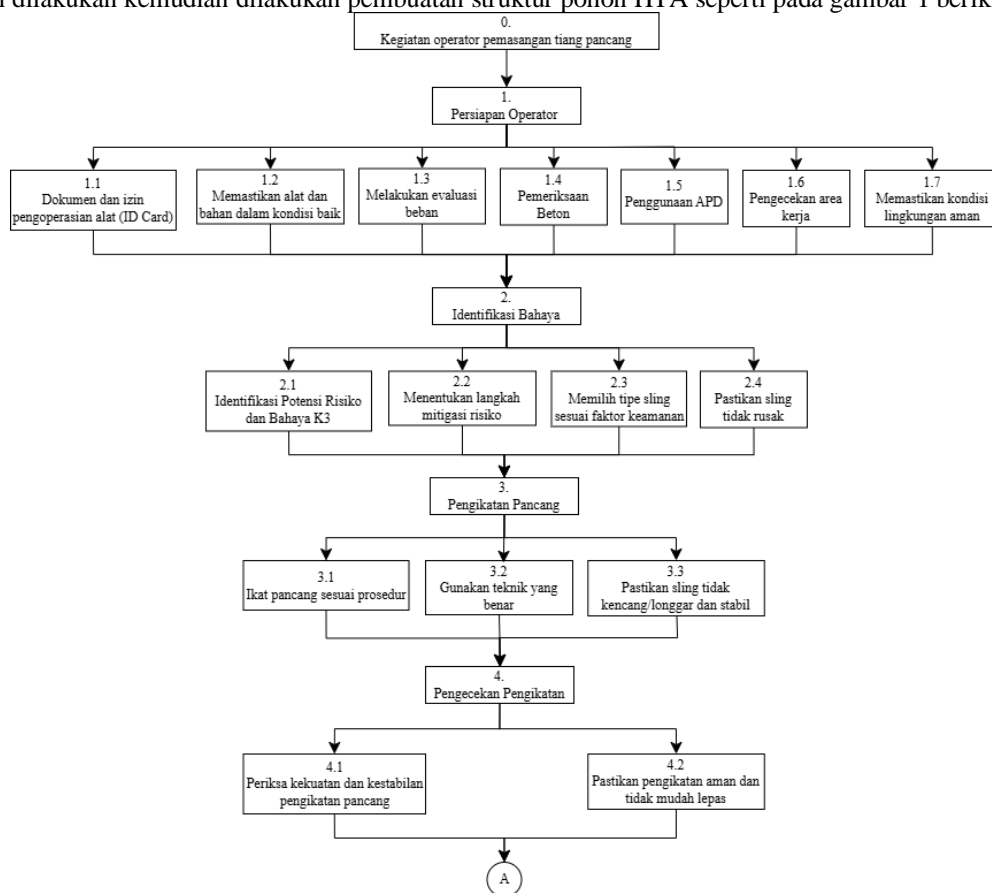 dilakukan kemudian dilakukan pembuatan struktur pohon HTA seperti pada gambar 1 berik
0.
Kegiatan operator pemasangan tiang pancang
1.
Persiapan Operator
1.1
Dokumen dan izin
pengoperasian alat (ID Card)
1.2
Memastikan alat dan
bahan dalam kondisi baik
1.3
Melakukan evaluasi
beban
1.4
Pemeriksaan
Beton
1.5
Penggunaan APD
1.6
Pengecekan area
kerja
1.7
Memastikan kondisi
lingkungan aman
2.
Identifikasi Bahaya
2.1
Identifikasi Potensi Risiko
dan Bahaya K3
2.2
Menentukan langkah
mitigasi risiko
2.3
Memilih tipe sling
sesuai faktor keamanan
2.4
Pastikan sling
tidak rusak
3.
Pengikatan Pancang
3.1
Ikat pancang sesuai prosedur
3.2
Gunakan teknik yang
benar
3.3
Pastikan sling tidak
kencang/longgar dan stabil
4.
Pengecekan Pengikatan
4.1
Periksa kekuatan dan kestabilan
pengikatan pancang
4.2
Pastikan pengikatan aman dan
tidak mudah lepas
A